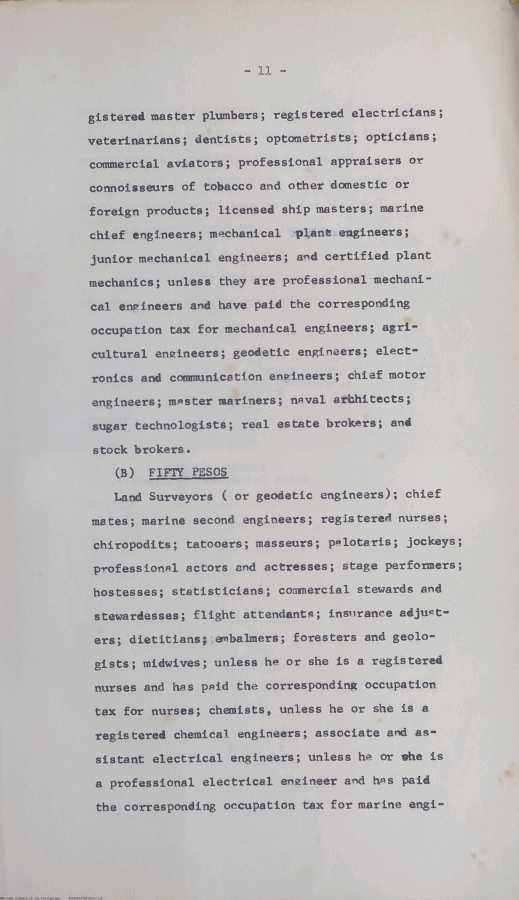 - 11 -
gistered master plumbers; registered electricians;
veterinarians; dentists; optometrists; opticians;
commercial aviators; professional appraisers or
connoisseurs of tobacco and other domestic or
foreign products; licensed ship masters; marine
chief engineers; mechanical plant engineers;
junior mechanical engineers; and certified plant
mechanics; unless they are professional mechani-
cal engineers and have paid the corresponding
occupation tax for mechanical engineers; agri-
cultural engineers; geodetic engineers; elect-
ronics and communication engineers; chief motor
engineers; master mariners; naval arbhitects;
sugar technologists; real estate brokers; and
stock brokers.
(B) FIFTY PESOS
Land Surveyors ( or geodetic engineers); chief
mates; marine second engineers; registered nurses;
chiropodits; tatooers; masseurs; pelotaris; jockeys;
professional actors and actresses; stage performers;
hostesses; statisticians; commercial stewards and
stewardesses; flight attendants; insurance adjust-
ers; dietitians; embalmers; foresters and geolo-
gists; midwives; unless he or she is a registered
nurses and has paid the corresponding occupation
tax for nurses; chemists, unless he or she is a
registered chemical engineers; associate and as-
sistant electrical engineers; unless he or she is
a professional electrical engineer and has paid
the corresponding occupation tax for marine engi-